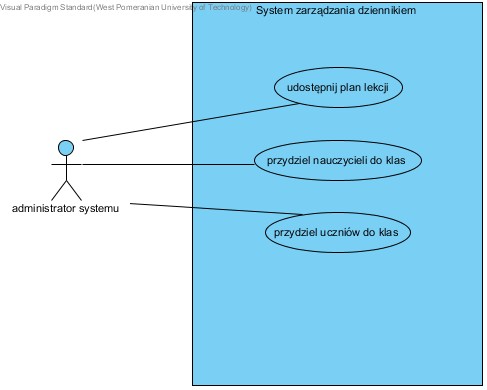 Visual Paradigm Standard(West Pomeranian University of Technology)
System zarządzania dziennikiem
udostępnij plan lekcji
przydziel nauczycieli do klas
administrator systemu
przydziel uczniów do klas